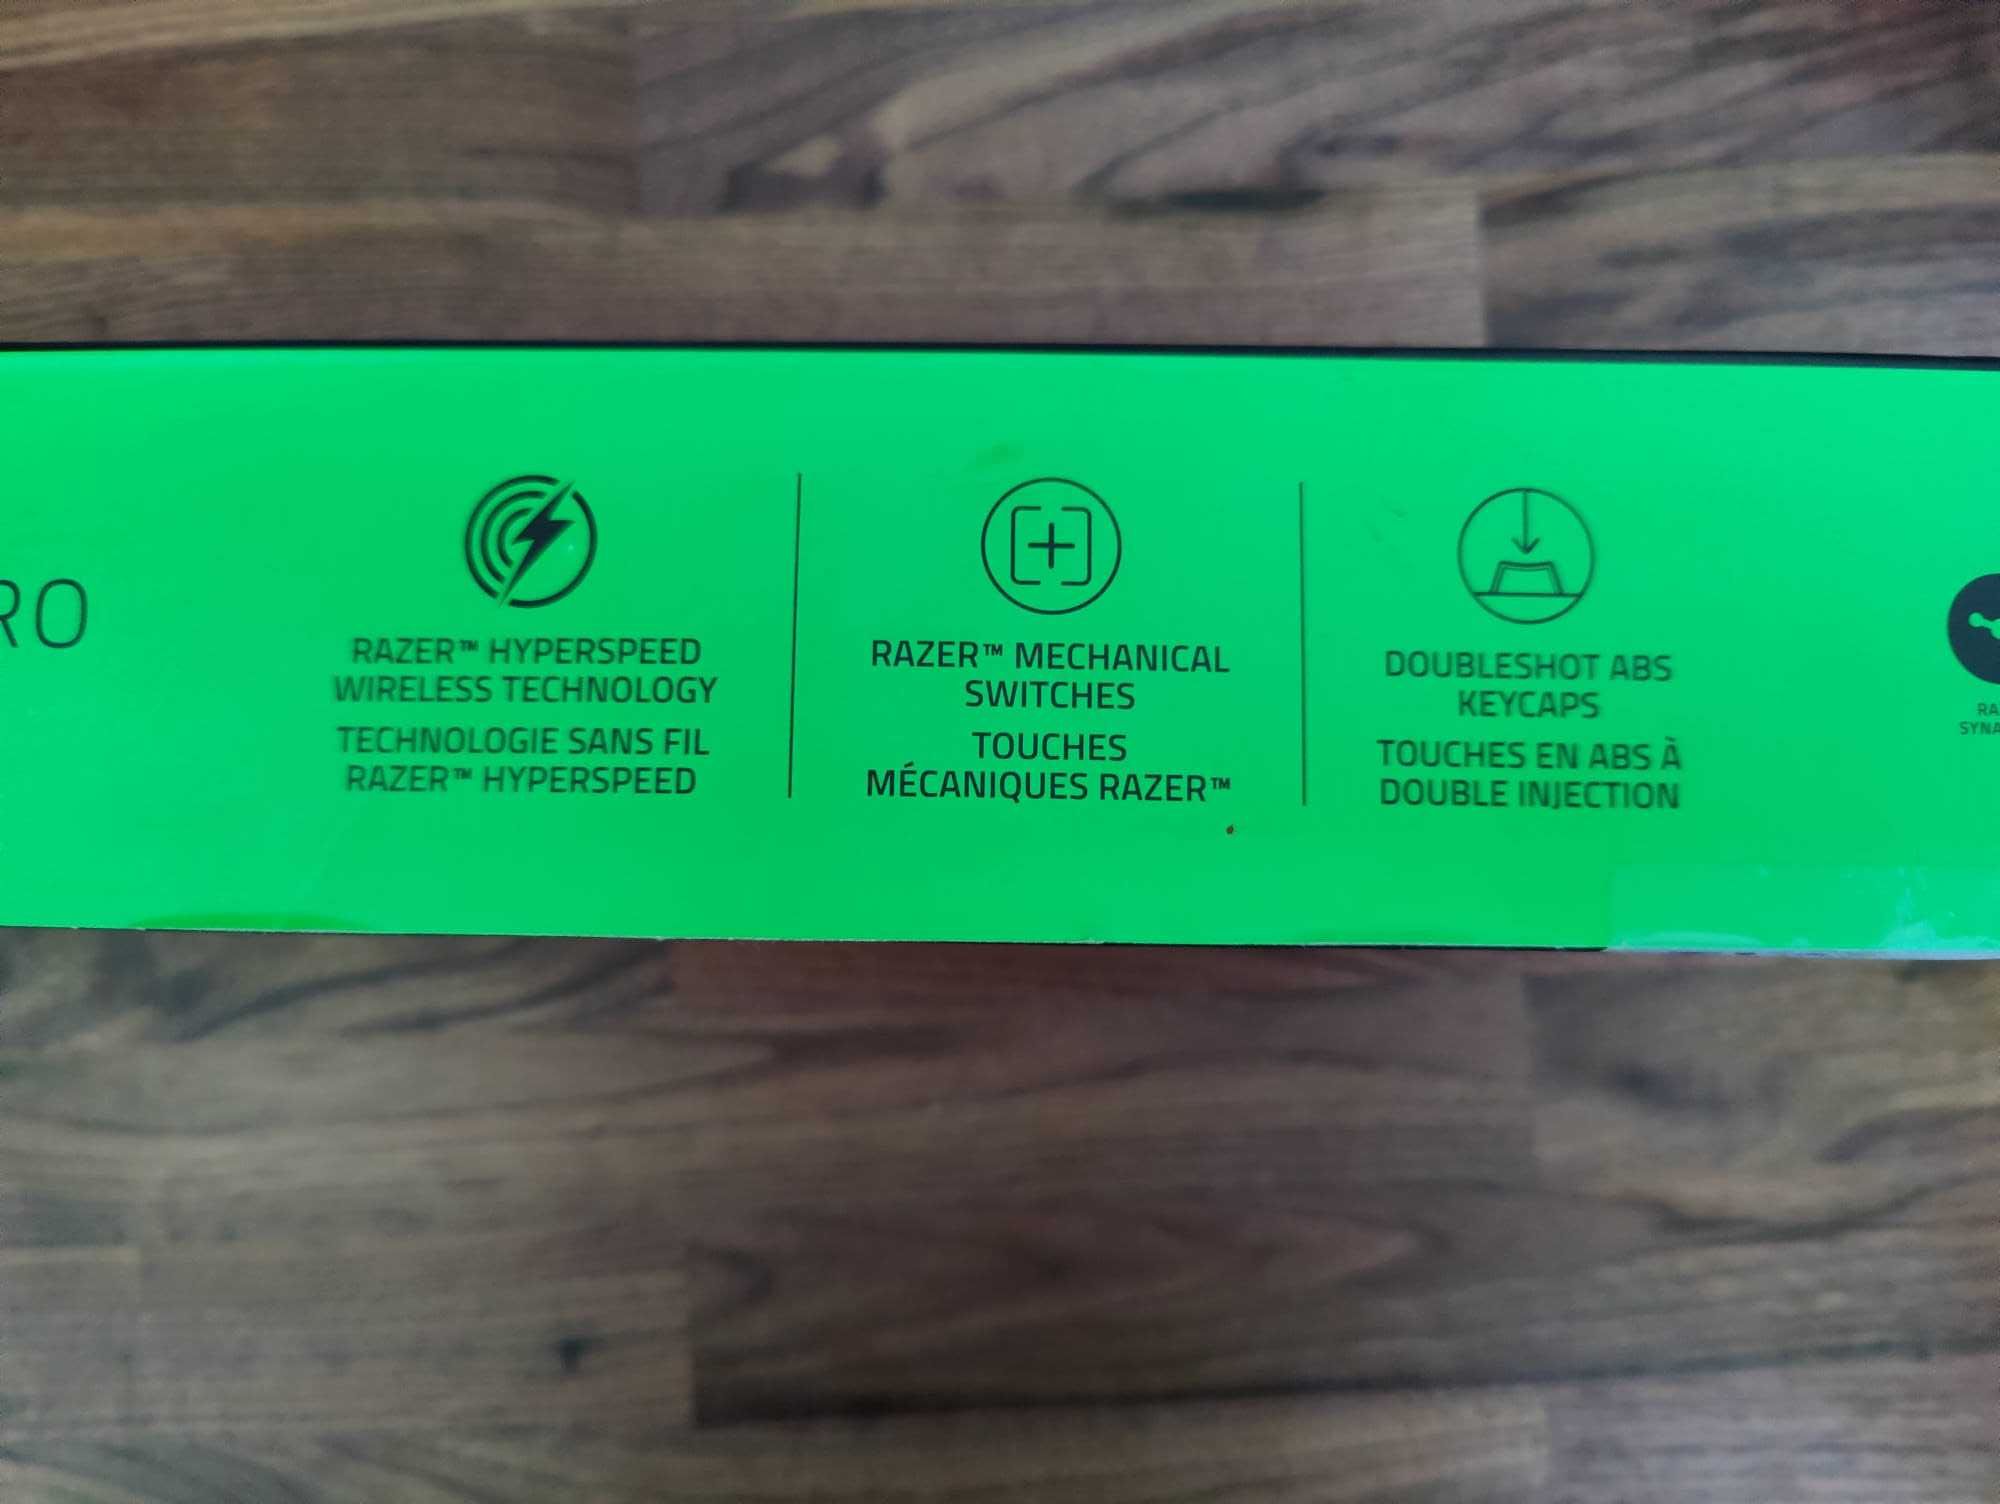 RAZER™ HYPERSPEED
WIRELESS TECHNOLOGY
TECHNOLOGIE SANS FIL
RAZER™ HYPERSPEED
RAZER™ MECHANICAL
SWITCHES
TOUCHES
MÉCANIQUES RAZER™
DOUBLESHOT ABS
KEYCAPS
TOUCHES EN ABS À
DOUBLE INJECTION